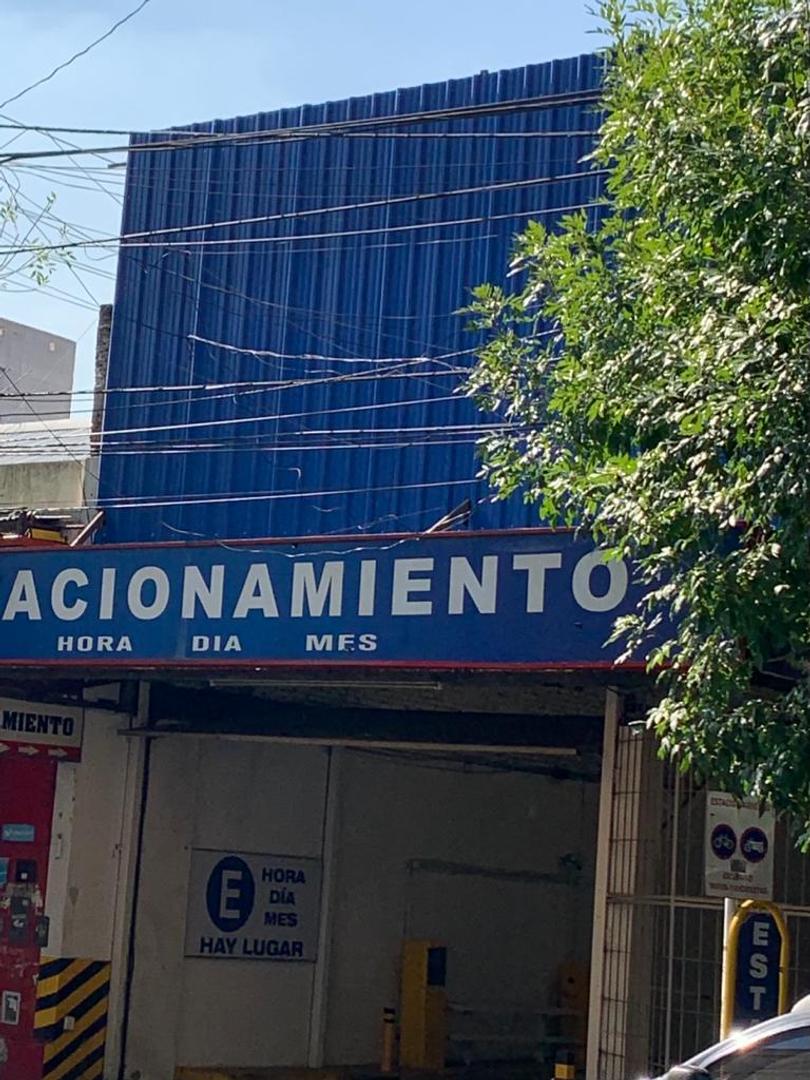 ACIONAMIENTO
HORA DIA MES
MIENTO
E
HORA
DÍA
MES
HAY LUGAR
EST